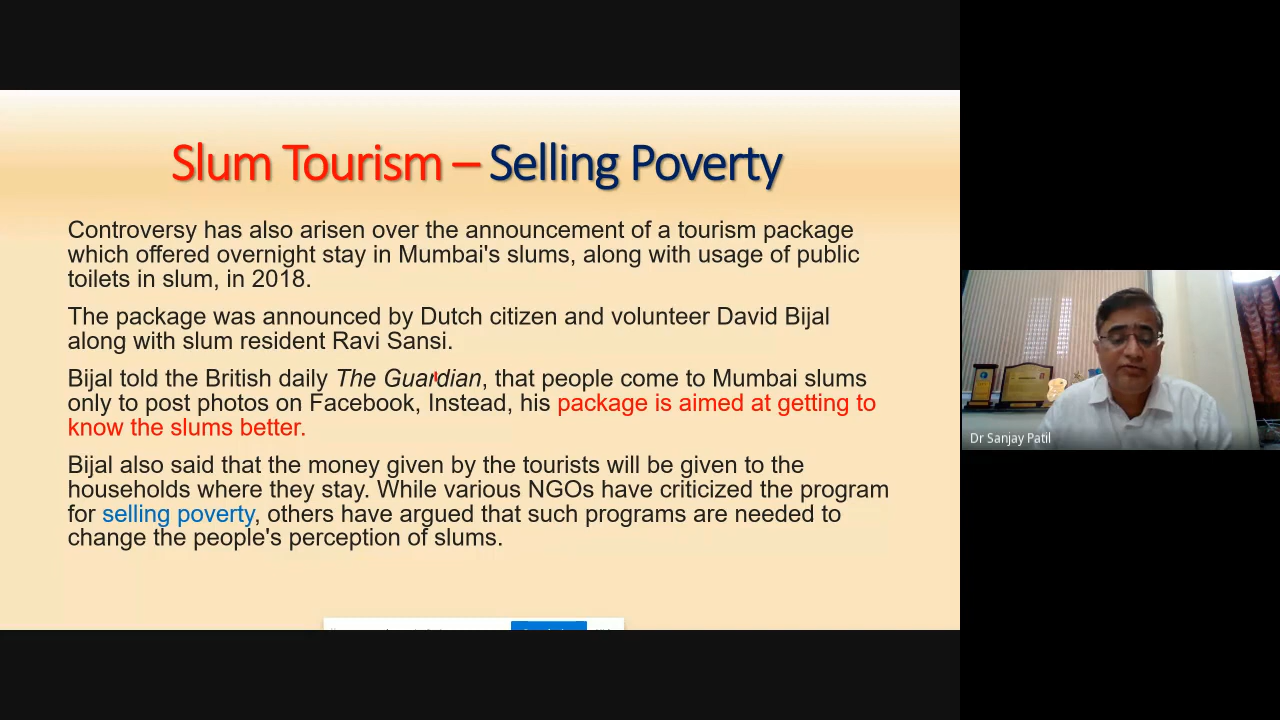 Slum Tourism – Selling Poverty
Controversy has also arisen over the announcement of a tourism package
which offered overnight stay in Mumbai's slums, along with usage of public
toilets in slum, in 2018.
The package was announced by Dutch citizen and volunteer David Bijal
along with slum resident Ravi Sansi.
Bijal told the British daily The Guardian, that people come to Mumbai slums
only to post photos on Facebook, Instead, his package is aimed at getting to
know the slums better.
Bijal also said that the money given by the tourists will be given to the
households where they stay. While various NGOs have criticized the program
for selling poverty, others have argued that such programs are needed to
change the people's perception of slums.
Dr Sanjay Patil